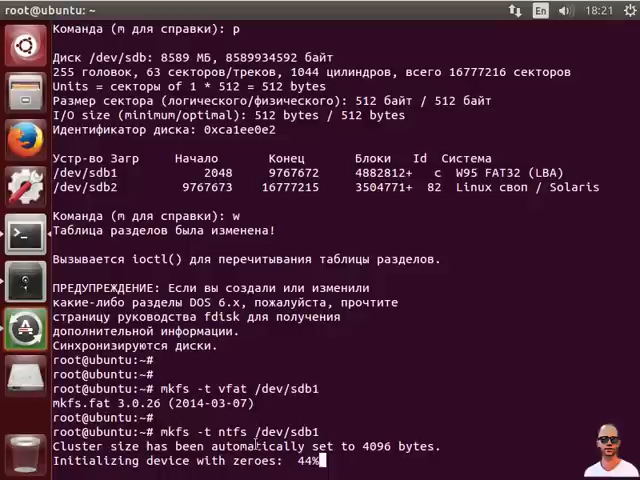 root@ubuntu: ~
En
18:21
Команда (m для справки): p
Диск /dev/sdb: 8589 МБ, 8589934592 байт
255 головок, 63 секторов/треков, 1044 цилиндров, всего 16777216 секторов
Units = секторы of 1 * 512 = 512 bytes
Размер сектора (логического/физического): 512 байт / 512 байт
I/O size (minimum/optimal): 512 bytes / 512 bytes
Идентификатор диска: 0xca1ee0e2
Устр-во Загр Начало Конец Блоки Id Система
/dev/sdb1 2048 9767672 4882812+ c W95 FAT32 (LBA)
/dev/sdb2 9767673 16777215 3504771+ 82 Linux своп / Solaris
Команда (m для справки): w
Таблица разделов была изменена!
Вызывается ioctl() для перечитывания таблицы разделов.
ПРЕДУПРЕЖДЕНИЕ: Если вы создали или изменили
какие-либо разделы DOS 6.x, пожалуйста, прочтите
страницу руководства fdisk для получения
дополнительной информации.
Синхронизируются диски.
root@ubuntu:~#
root@ubuntu:~#
root@ubuntu:~# mkfs -t vfat /dev/sdb1
mkfs.fat 3.0.26 (2014-03-07)
root@ubuntu:~#
root@ubuntu:~# mkfs -t ntfs /dev/sdb1
Cluster size has been automatically set to 4096 bytes.
Initializing device with zeroes: 44%